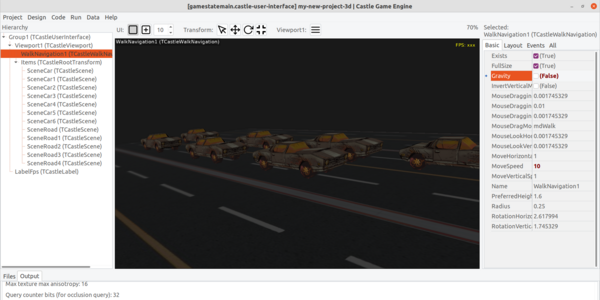 [gamestatemain.castle-user-interface] my-new-project-3d | Castle Game Engine
Project Design Code Run Data Help
Hierarchy
Group1 (TCastleUserInterface)
Viewport1 (TCastleViewport)
WalkNavigation1 (TCastleWalkNavi
Items (TCastleRootTransform)
SceneCar (TCastleScene)
SceneCar1 (TCastleScene)
SceneCar2 (TCastleScene)
SceneCar3 (TCastleScene)
SceneCar4 (TCastleScene)
SceneCar5 (TCastleScene)
SceneCar6 (TCastleScene)
SceneRoad (TCastleScene)
SceneRoad1 (TCastleScene)
SceneRoad2 (TCastleScene)
SceneRoad3 (TCastleScene)
SceneRoad4 (TCastleScene)
LabelFps (TCastleLabel)
UI: 10 Transform: Viewport1: 70%
WalkNavigation1 (TCastleWalkNavigation)
FPS: xxx
Selected:
WalkNavigation1 (TCastleWalkNavigation)
Basic Layout Events All
Exists (True)
FullSize (True)
Gravity (False)
InvertVerticalM (False)
MouseDraggin 0.001745329
MouseDraggin 0.01
MouseDraggin 0.001745329
MouseDragMo mdWalk
MouseLookHo 0.001745329
MouseLookVer 0.001745329
MoveHorizonta 1
MoveSpeed 10
MoveVerticalSp 1
Name WalkNavigation1
PreferredHeigh 1.6
Radius 0.25
RotationHoriz 2.617994
RotationVertic 1.745329
Files Output
Max texture max anisotropy: 16
Query counter bits (for occlusion query): 32